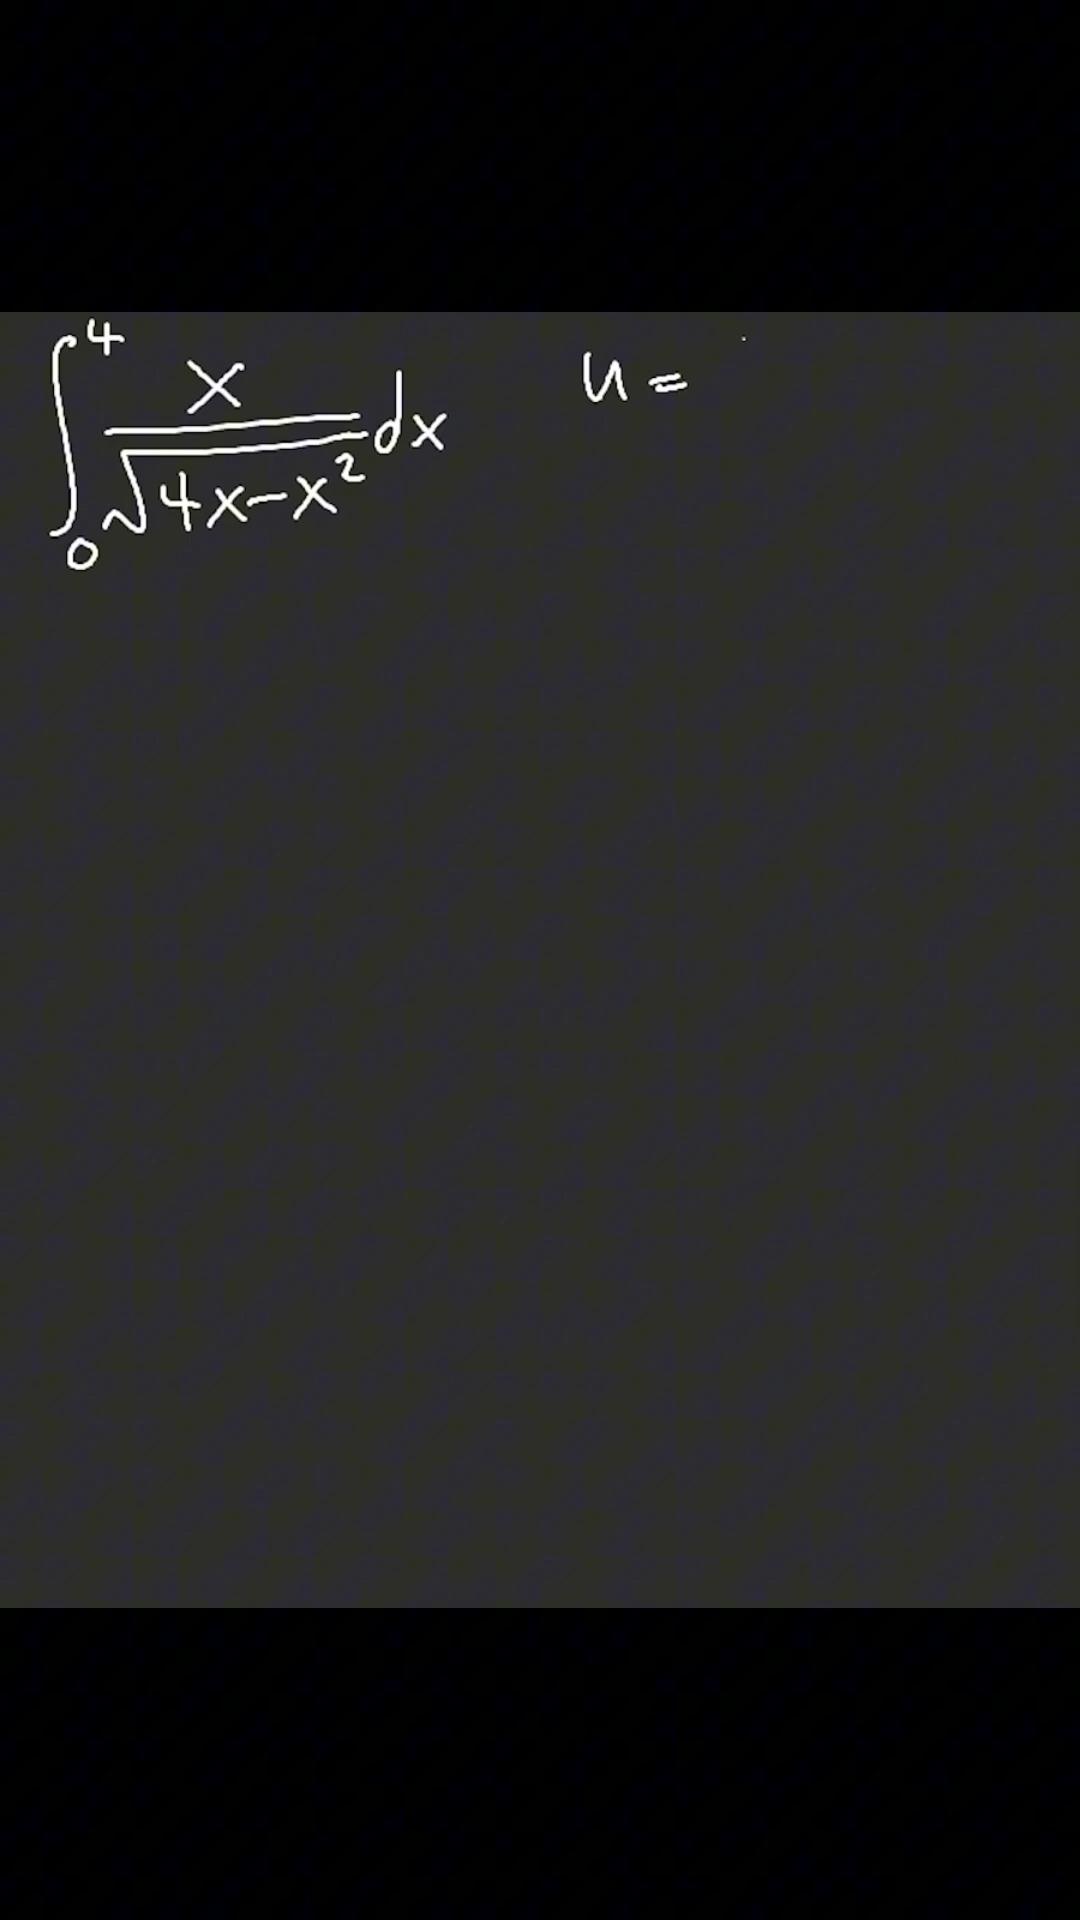 ∫₀⁴ x/√(4x-x²) dx    u =